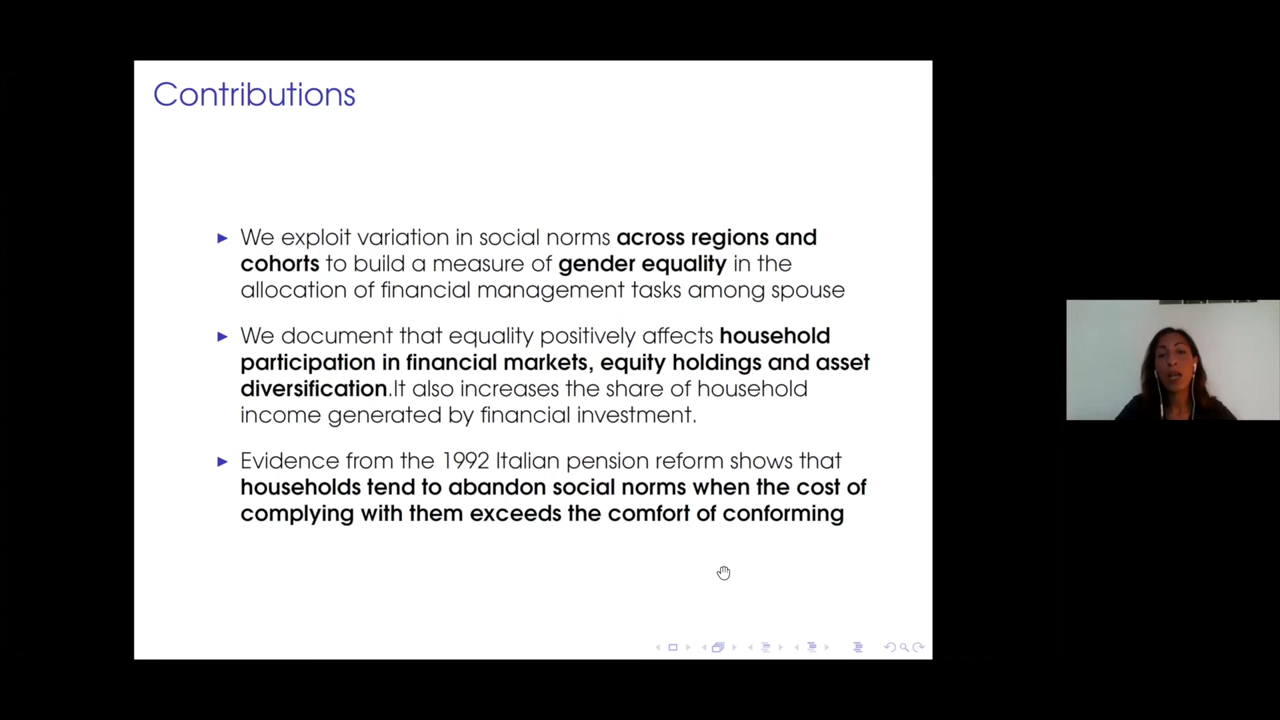 Contributions
► We exploit variation in social norms across regions and
cohorts to build a measure of gender equality in the
allocation of financial management tasks among spouse
► We document that equality positively affects household
participation in financial markets, equity holdings and asset
diversification.It also increases the share of household
income generated by financial investment.
► Evidence from the 1992 Italian pension reform shows that
households tend to abandon social norms when the cost of
complying with them exceeds the comfort of conforming